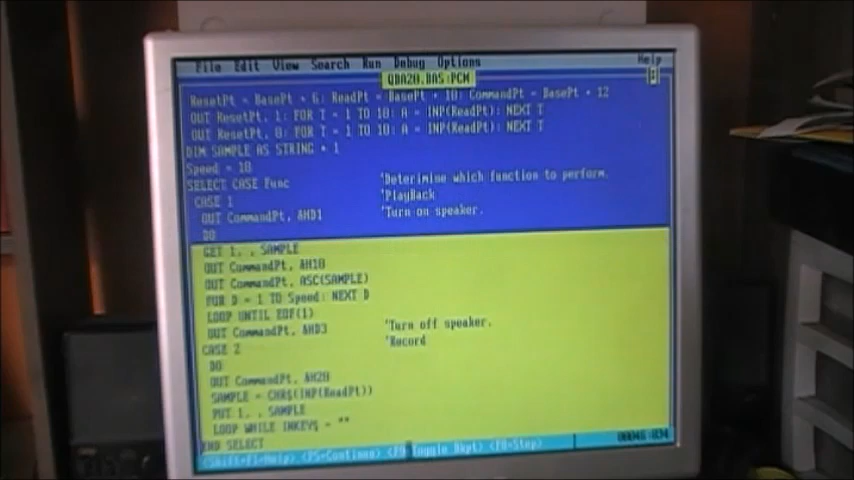 File Edit View Search Run Debug Options Help
QBA20.BAS:PCM
ResetPt = BasePt + 6: ReadPt = BasePt + 10: CommandPt = BasePt + 12
OUT ResetPt, 1: FOR T = 1 TO 10: A = INP(ReadPt): NEXT T
OUT ResetPt, 0: FOR T = 1 TO 10: A = INP(ReadPt): NEXT T
DIM SAMPLE AS STRING * 1
Speed = 10
SELECT CASE Func 'Determine which function to perform.
CASE 1 'PlayBack
OUT CommandPt, &HD1 'Turn on speaker.
DO
GET 1, , SAMPLE
OUT CommandPt, &H10
OUT CommandPt, ASC(SAMPLE)
FOR D = 1 TO Speed: NEXT D
LOOP UNTIL EOF(1)
OUT CommandPt, &HD3 'Turn off speaker.
CASE 2 'Record
DO
OUT CommandPt, &H20
SAMPLE = CHR$(INP(ReadPt))
PUT 1, , SAMPLE
LOOP WHILE INKEY$ = ""
END SELECT
<Shift+F1=Help> <F5=Continue> <F9=Toggle Bkpt> <F8=Step>